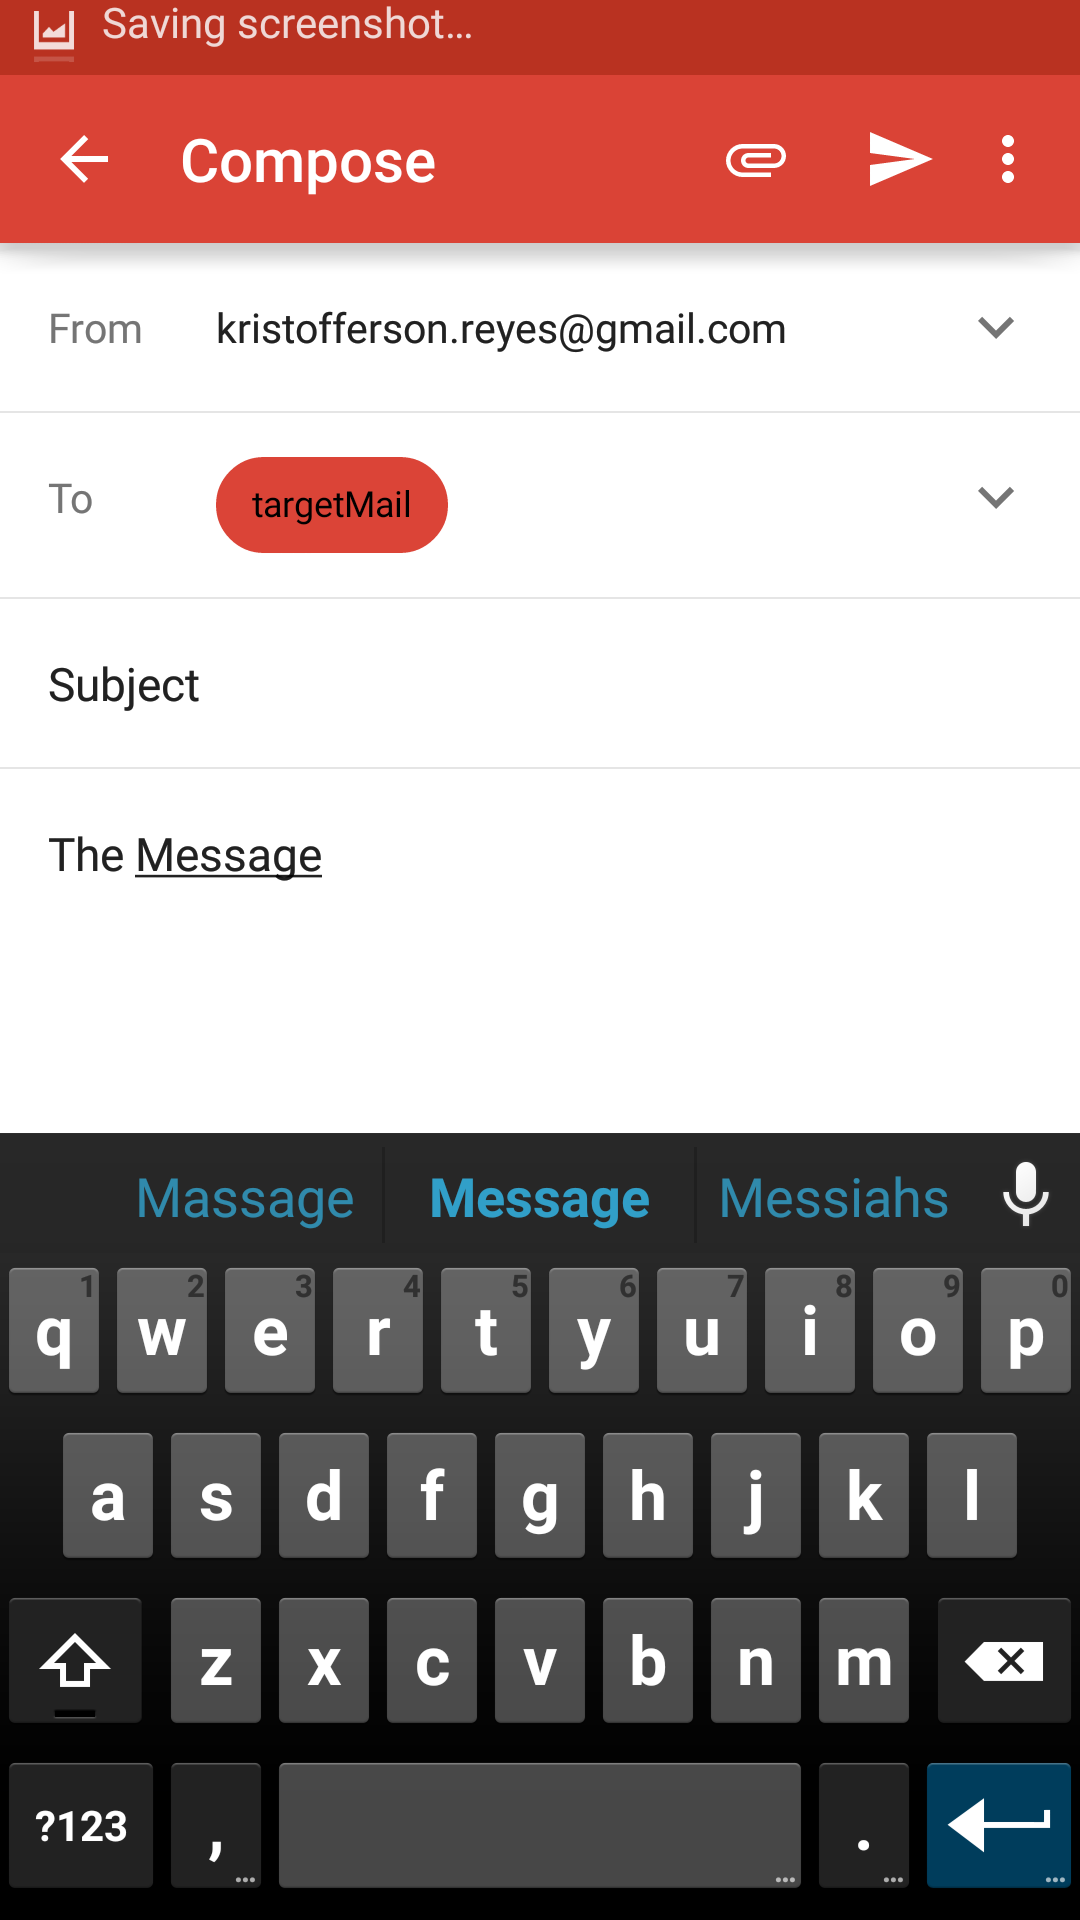 Saving screenshot...
Compose
From kristofferson.reyes@gmail.com
To targetMail
Subject
The Message
Massage Message Messiahs
1 2 3 4 5 6 7 8 9 0
q w e r t y u i o p
a s d f g h j k l
z x c v b n m
?123 , .